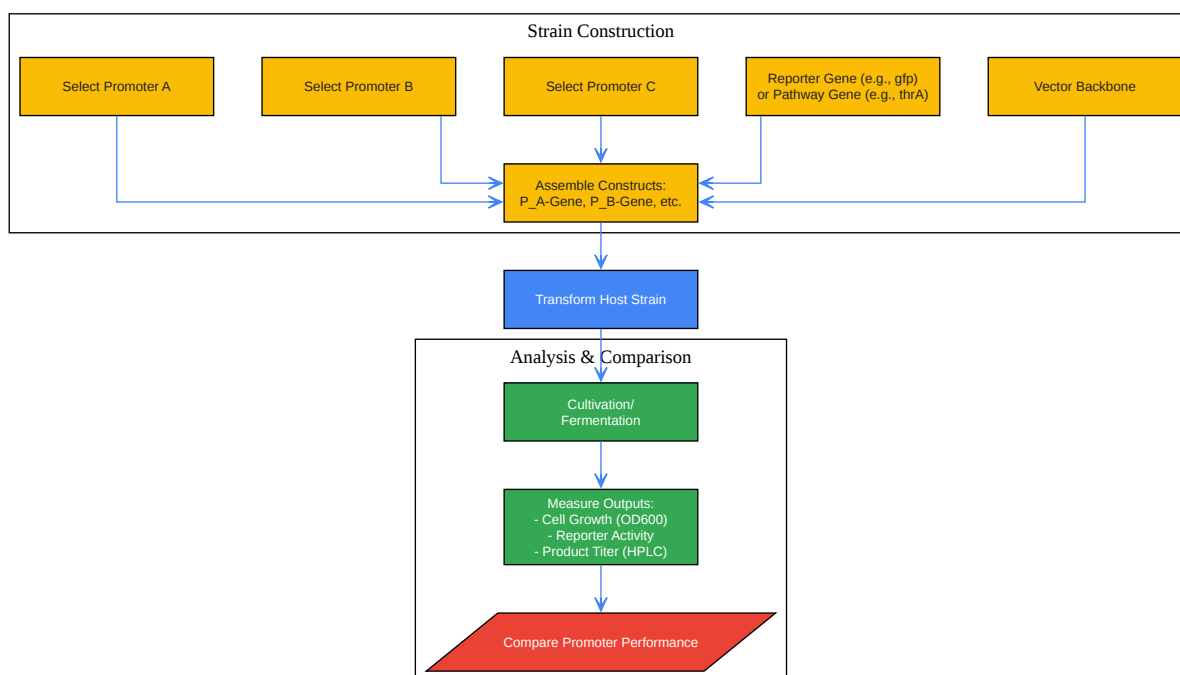 Strain Construction
Select Promoter A
Select Promoter B
Select Promoter C
Reporter Gene (e.g., gfp)
or Pathway Gene (e.g., thrA)
Vector Backbone
Assemble Constructs:
P_A-Gene, P_B-Gene, etc.
Transform Host Strain
Analysis & Comparison
Cultivation/
Fermentation
Measure Outputs:
- Cell Growth (OD600)
- Reporter Activity
- Product Titer (HPLC)
Compare Promoter Performance